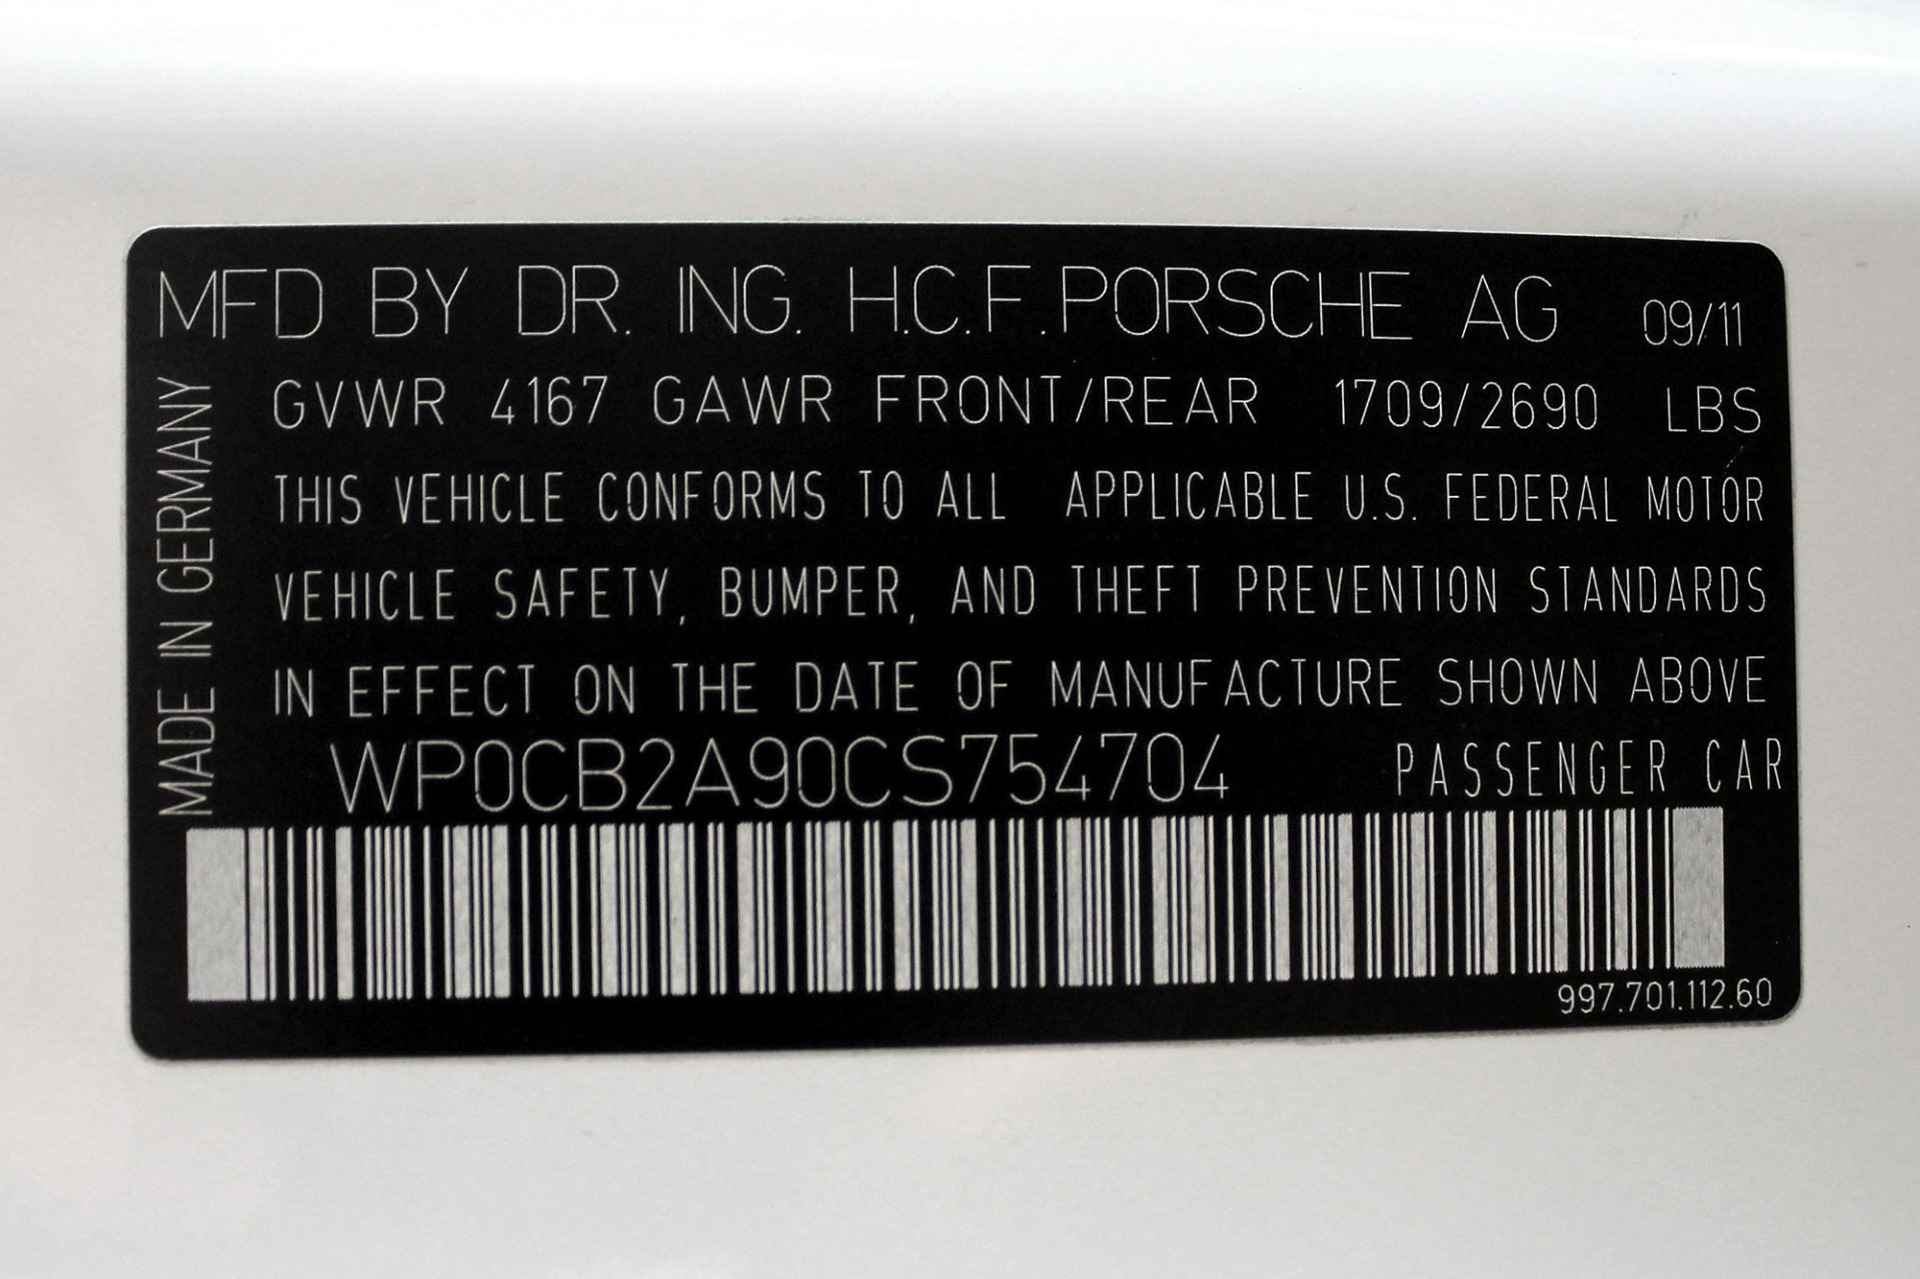 MFD BY DR. ING. H.C.F.PORSCHE AG 09/11
GVWR 4167 GAWR FRONT/REAR 1709/2690 LBS
THIS VEHICLE CONFORMS TO ALL APPLICABLE U.S. FEDERAL MOTOR
VEHICLE SAFETY, BUMPER, AND THEFT PREVENTION STANDARDS
IN EFFECT ON THE DATE OF MANUFACTURE SHOWN ABOVE
WP0CB2A90CS754704 PASSENGER CAR
997.701.112.60
MADE IN GERMANY